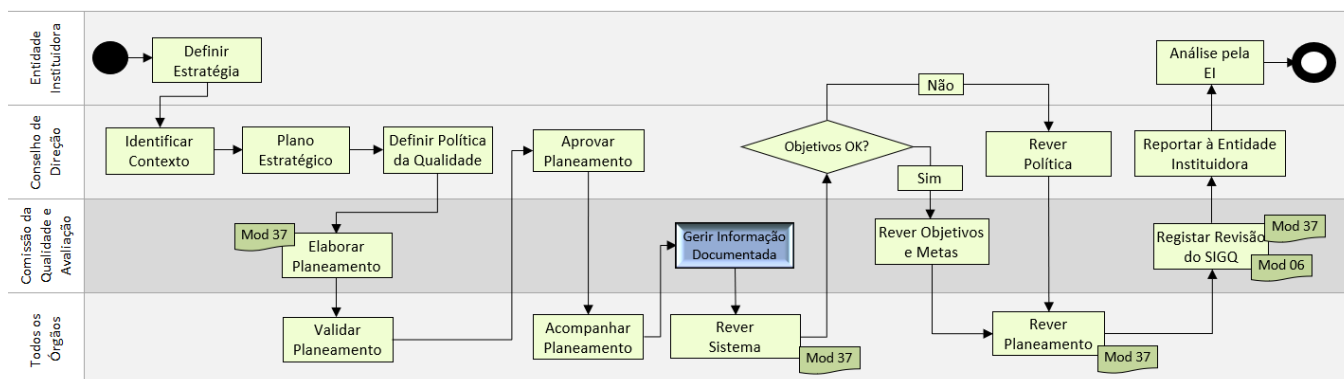 Entidade
Instituidora
Definir
Estratégia
Não
Análise pela
EI
Conselho de
Direção
Identificar
Contexto
Plano
Estratégico
Definir Política
da Qualidade
Aprovar
Planeamento
Objetivos OK?
Sim
Rever
Política
Reportar à Entidade
Instituidora
Comissão da
Qualidade e
Avaliação
Mod 37
Elaborar
Planeamento
Gerir Informação
Documentada
Rever Objetivos
e Metas
Mod 37
Registar Revisão
do SIGQ
Mod 06
Todos os
Órgãos
Validar
Planeamento
Acompanhar
Planeamento
Rever
Sistema
Mod 37
Rever
Planeamento
Mod 37